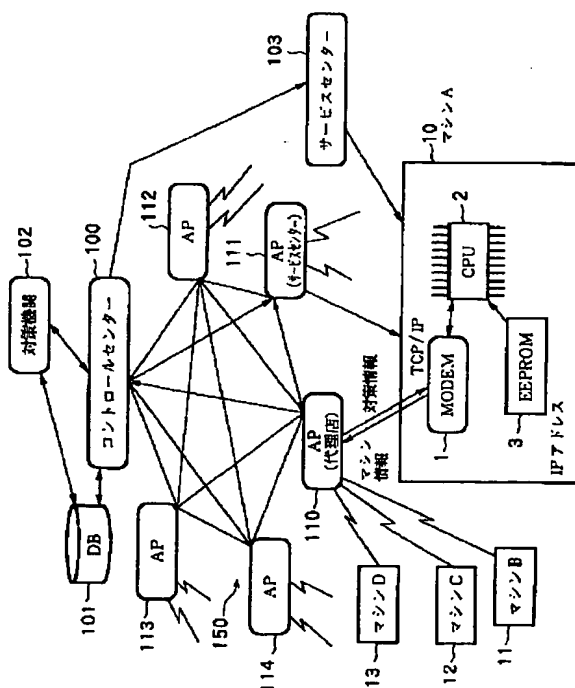 102
対策機関
100
コントロールセンター
DB
101
103
サービスセンター
112
AP
111
AP
(サービスセンター)
113
AP
150
AP
114
AP
(代理店)
110
マシン
情報
対策情報
TCP/IP
10
マシンA
2
CPU
MODEM
1
EEPROM
3
IPアドレス
マシンD
13
マシンC
12
マシンB
11